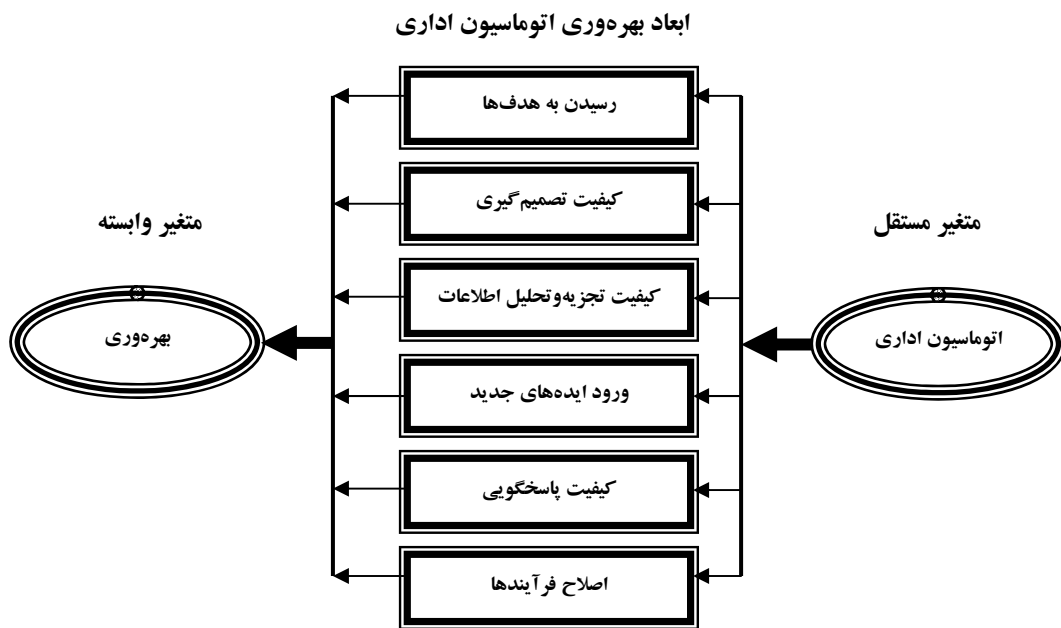 ابعاد بهره‌وری اتوماسیون اداری
متغیر مستقل
اتوماسیون اداری
رسیدن به هدف‌ها
کیفیت تصمیم‌گیری
کیفیت تجزیه‌وتحلیل اطلاعات
ورود ایده‌های جدید
کیفیت پاسخگویی
اصلاح فرآیندها
متغیر وابسته
بهره‌وری